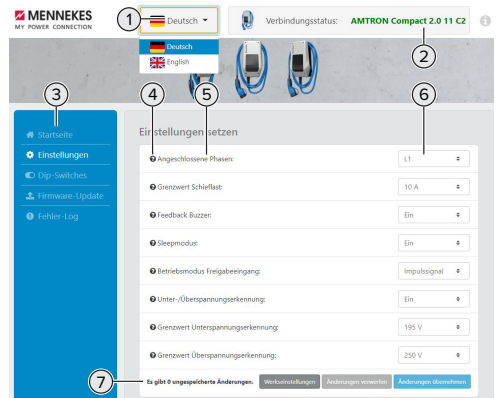 MENNEKES
MY POWER CONNECTION
1
Deutsch
Verbindungsstatus: AMTRON Compact 2.0 11 C2
Deutsch
English
2
3
4
5
6
Startseite
Einstellungen
Dip-Switches
Firmware-Update
Fehler-Log
Einstellungen setzen
Angeschlossene Phasen: L1
Grenzwert Schieflast: 10 A
Feedback Buzzer: Ein
Sleepmodus: Ein
Betriebsmodus Freigabeeingang: Impulssignal
Unter-/Überspannungserkennung: Ein
Grenzwert Unterspannungserkennung: 195 V
Grenzwert Überspannungserkennung: 250 V
7
Es gibt 0 ungespeicherte Änderungen. Werkseinstellungen Änderungen verwerfen Änderungen übernehmen